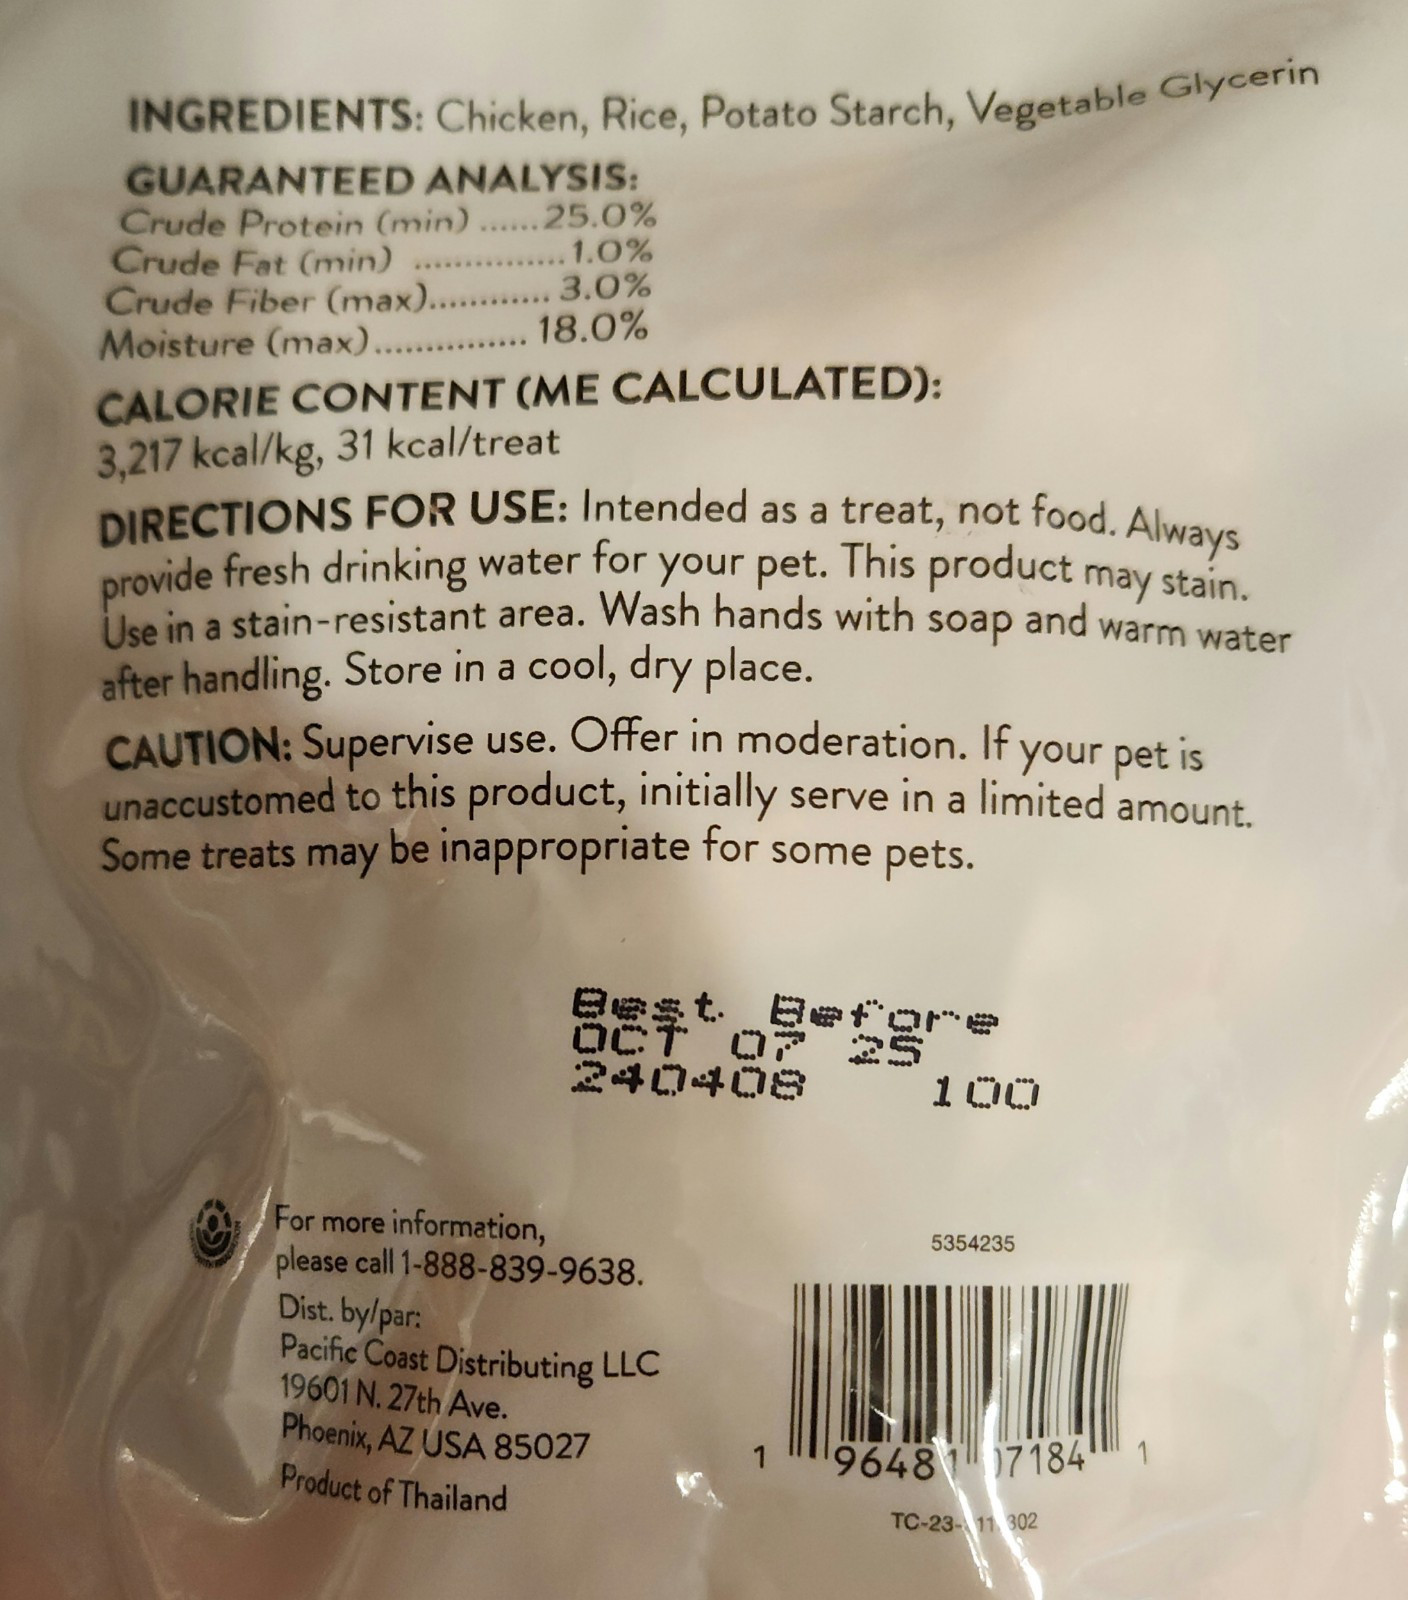 INGREDIENTS: Chicken, Rice, Potato Starch, Vegetable Glycerin
GUARANTEED ANALYSIS:
Crude Protein (min) ......25.0%
Crude Fat (min) ...............1.0%
Crude Fiber (max)............ 3.0%
Moisture (max)............... 18.0%
CALORIE CONTENT (ME CALCULATED):
3,217 kcal/kg, 31 kcal/treat
DIRECTIONS FOR USE: Intended as a treat, not food. Always
provide fresh drinking water for your pet. This product may stain.
Use in a stain-resistant area. Wash hands with soap and warm water
after handling. Store in a cool, dry place.
CAUTION: Supervise use. Offer in moderation. If your pet is
unaccustomed to this product, initially serve in a limited amount.
Some treats may be inappropriate for some pets.
Best Before
OCT 07 25
240408 100
For more information,
please call 1-888-839-9638.
Dist. by/par:
Pacific Coast Distributing LLC
19601 N. 27th Ave.
Phoenix, AZ USA 85027
Product of Thailand
5354235
1 96481 07184 1